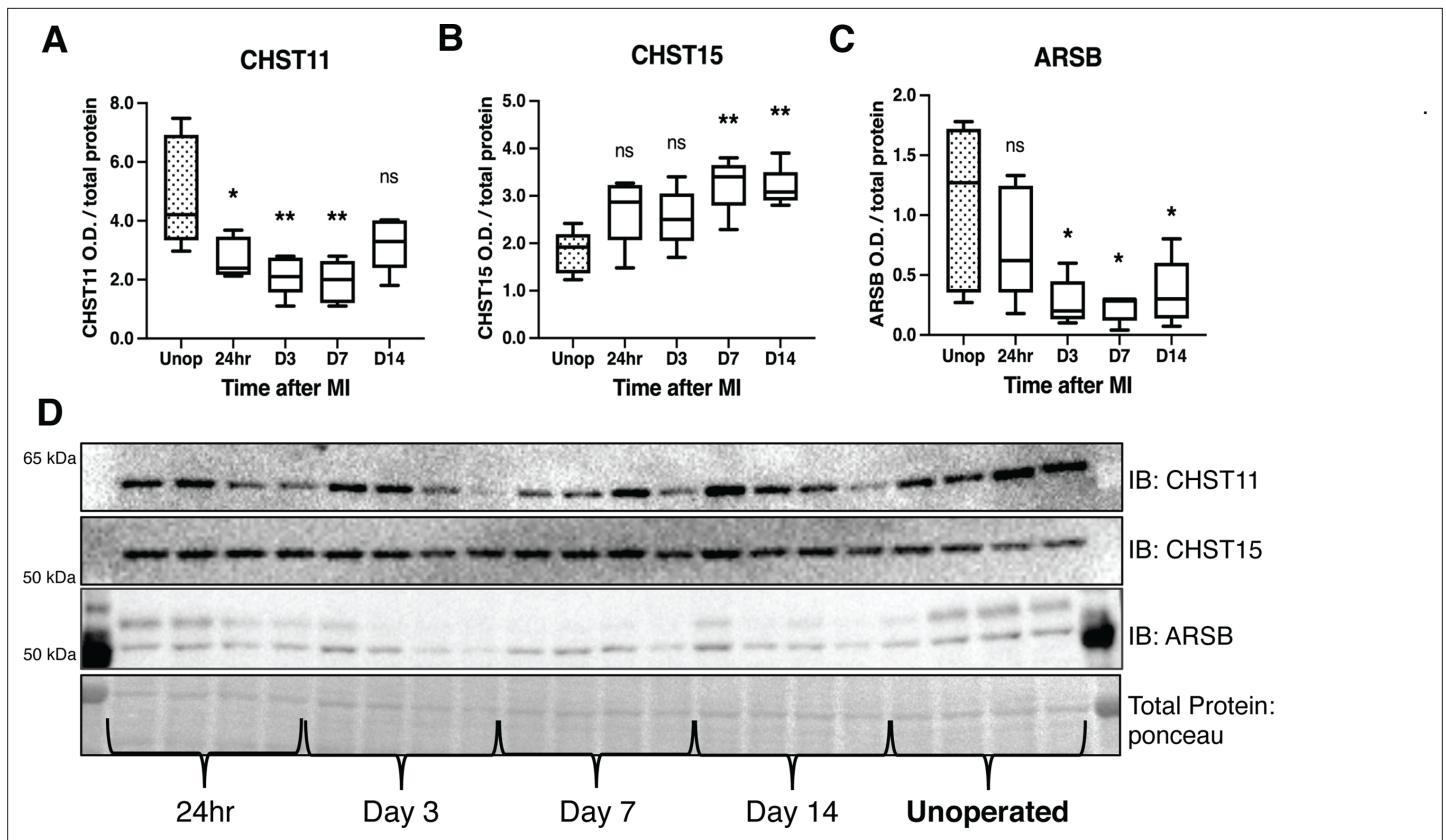 A
CHST11
CHST11 O.D. / total protein
8.0
6.0
4.0
2.0
0.0
*
**
**
ns
Unop 24hr D3 D7 D14
Time after MI
B
CHST15
CHST15 O.D. / total protein
5.0
4.0
3.0
2.0
1.0
0.0
ns
ns
**
**
Unop 24hr D3 D7 D14
Time after MI
C
ARSB
ARSB O.D. / total protein
2.0
1.5
1.0
0.5
0.0
ns
*
*
*
Unop 24hr D3 D7 D14
Time after MI
D
65 kDa
IB: CHST11
50 kDa
IB: CHST15
50 kDa
IB: ARSB
Total Protein:
ponceau
24hr Day 3 Day 7 Day 14 Unoperated